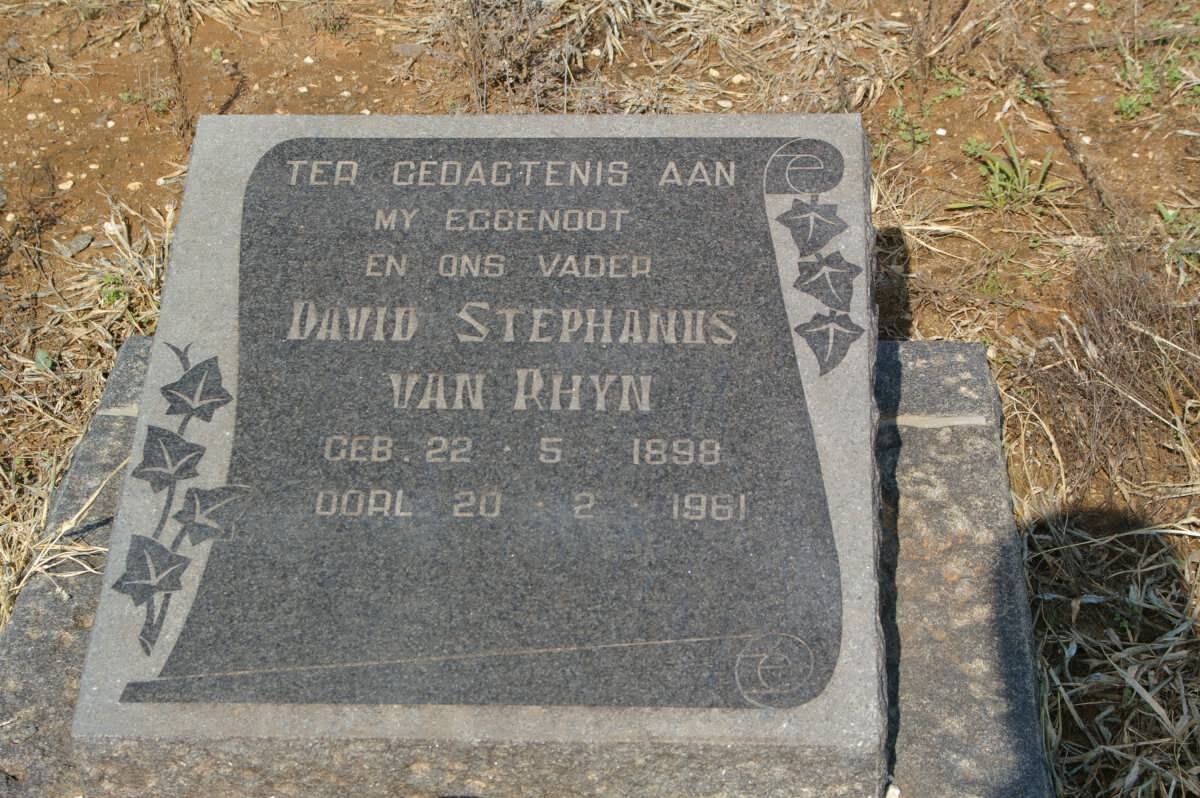 TER GEDAGTENIS AAN
MY EGGENOOT
EN ONS VADER
DAVID STEPHANUS
VAN RHYN
GEB. 22 · 5 · 1898
OORL 20 · 2 · 1961